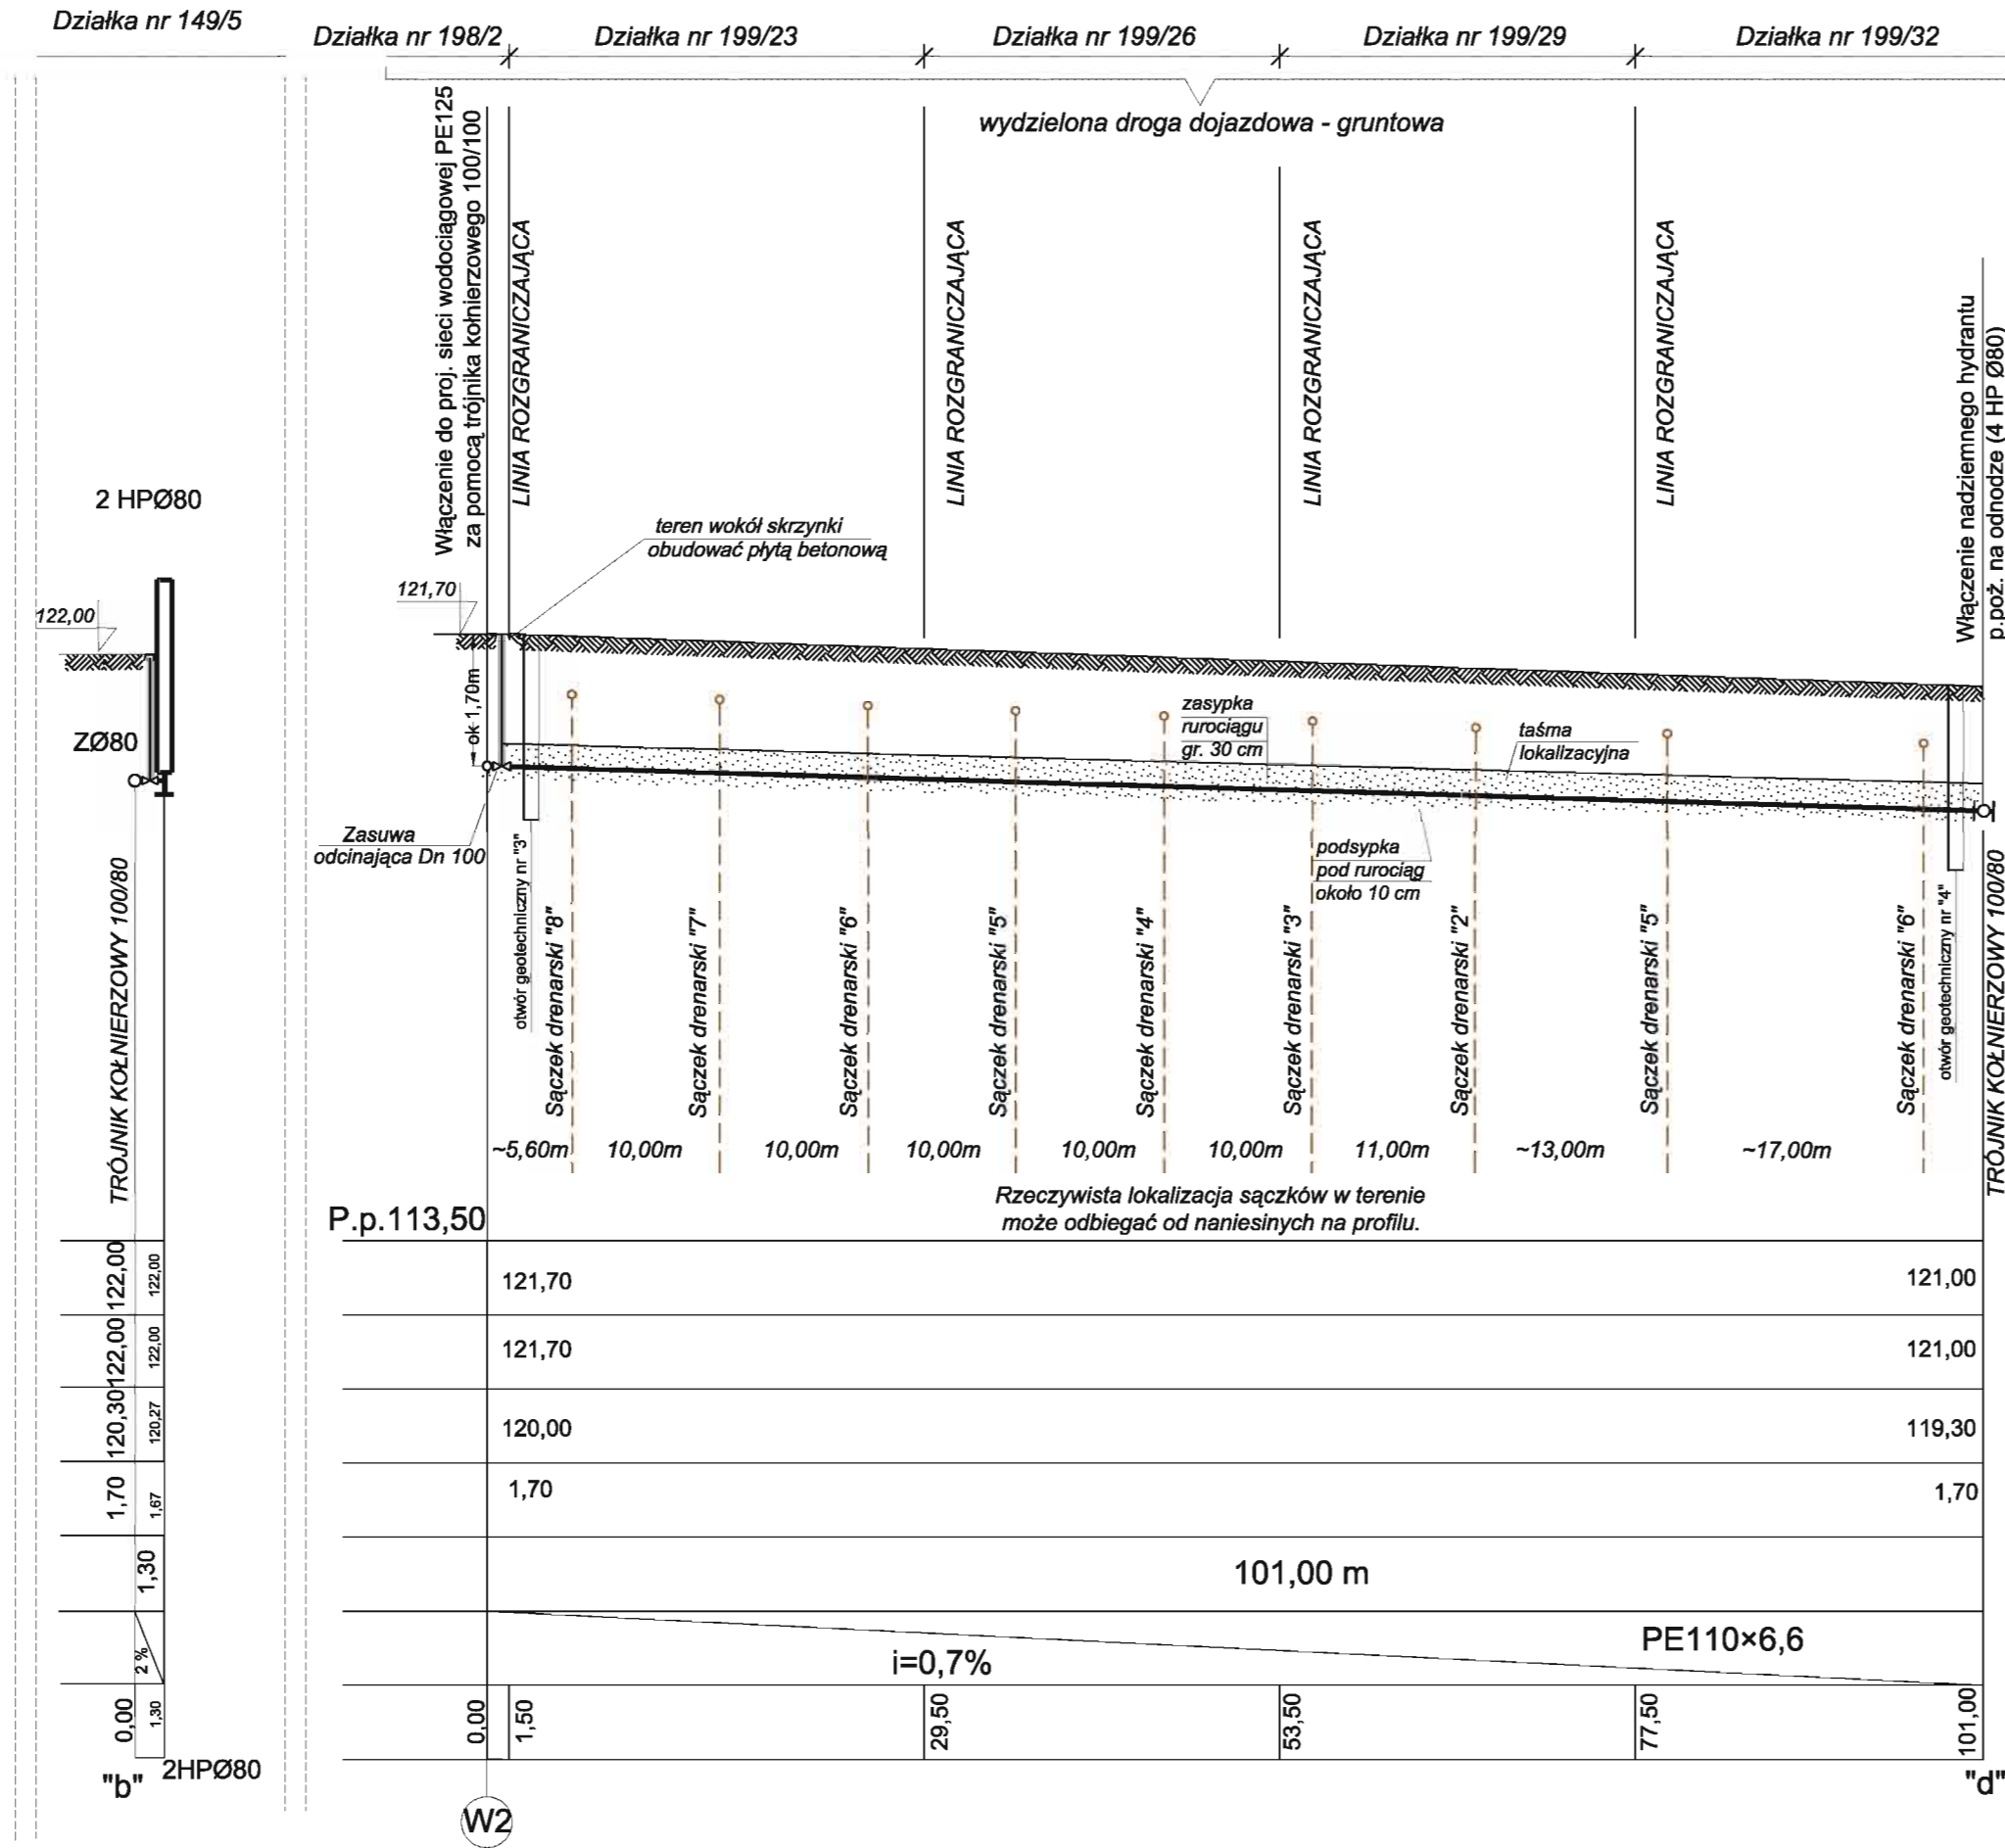 Działka nr 149/5
Działka nr 198/2
Działka nr 199/23
Działka nr 199/26
Działka nr 199/29
Działka nr 199/32
wydzielona droga dojazdowa - gruntowa
Włączenie do proj. sieci wodociągowej PE125
za pomocą trójnika kołnierzowego 100/100
LINIA ROZGRANICZAJĄCA
LINIA ROZGRANICZAJĄCA
LINIA ROZGRANICZAJĄCA
LINIA ROZGRANICZAJĄCA
Włączenie nadziemnego hydrantu
p.poż. na odnodze (4 HP Ø80)
2 HPØ80
122,00
ZØ80
TRÓJNIK KOŁNIERZOWY 100/80
teren wokół skrzynki
obudować płytą betonową
121,70
ok 1,70m
zasypka
rurociągu
gr. 30 cm
taśma
lokalizacyjna
Zasuwa
odcinająca Dn 100
podsypka
pod rurociąg
około 10 cm
otwór geotechniczny nr "3"
Sączek drenarski "8"
Sączek drenarski "7"
Sączek drenarski "6"
Sączek drenarski "5"
Sączek drenarski "4"
Sączek drenarski "3"
Sączek drenarski "2"
Sączek drenarski "5"
Sączek drenarski "6"
otwór geotechniczny nr "4"
TRÓJNIK KOŁNIERZOWY 100/80
~5,60m
10,00m
10,00m
10,00m
10,00m
10,00m
11,00m
~13,00m
~17,00m
Rzeczywista lokalizacja sączków w terenie
może odbiegać od naniesinych na profilu.
P.p.113,50
122,00
122,00
121,70
121,00
122,00
122,00
121,70
121,00
120,30
120,27
120,00
119,30
1,70
1,67
1,70
1,70
1,30
101,00 m
2 %
i=0,7%
PE110×6,6
0,00
1,30
0,00
1,50
29,50
53,50
77,50
101,00
"b"
2HPØ80
W2
"d"